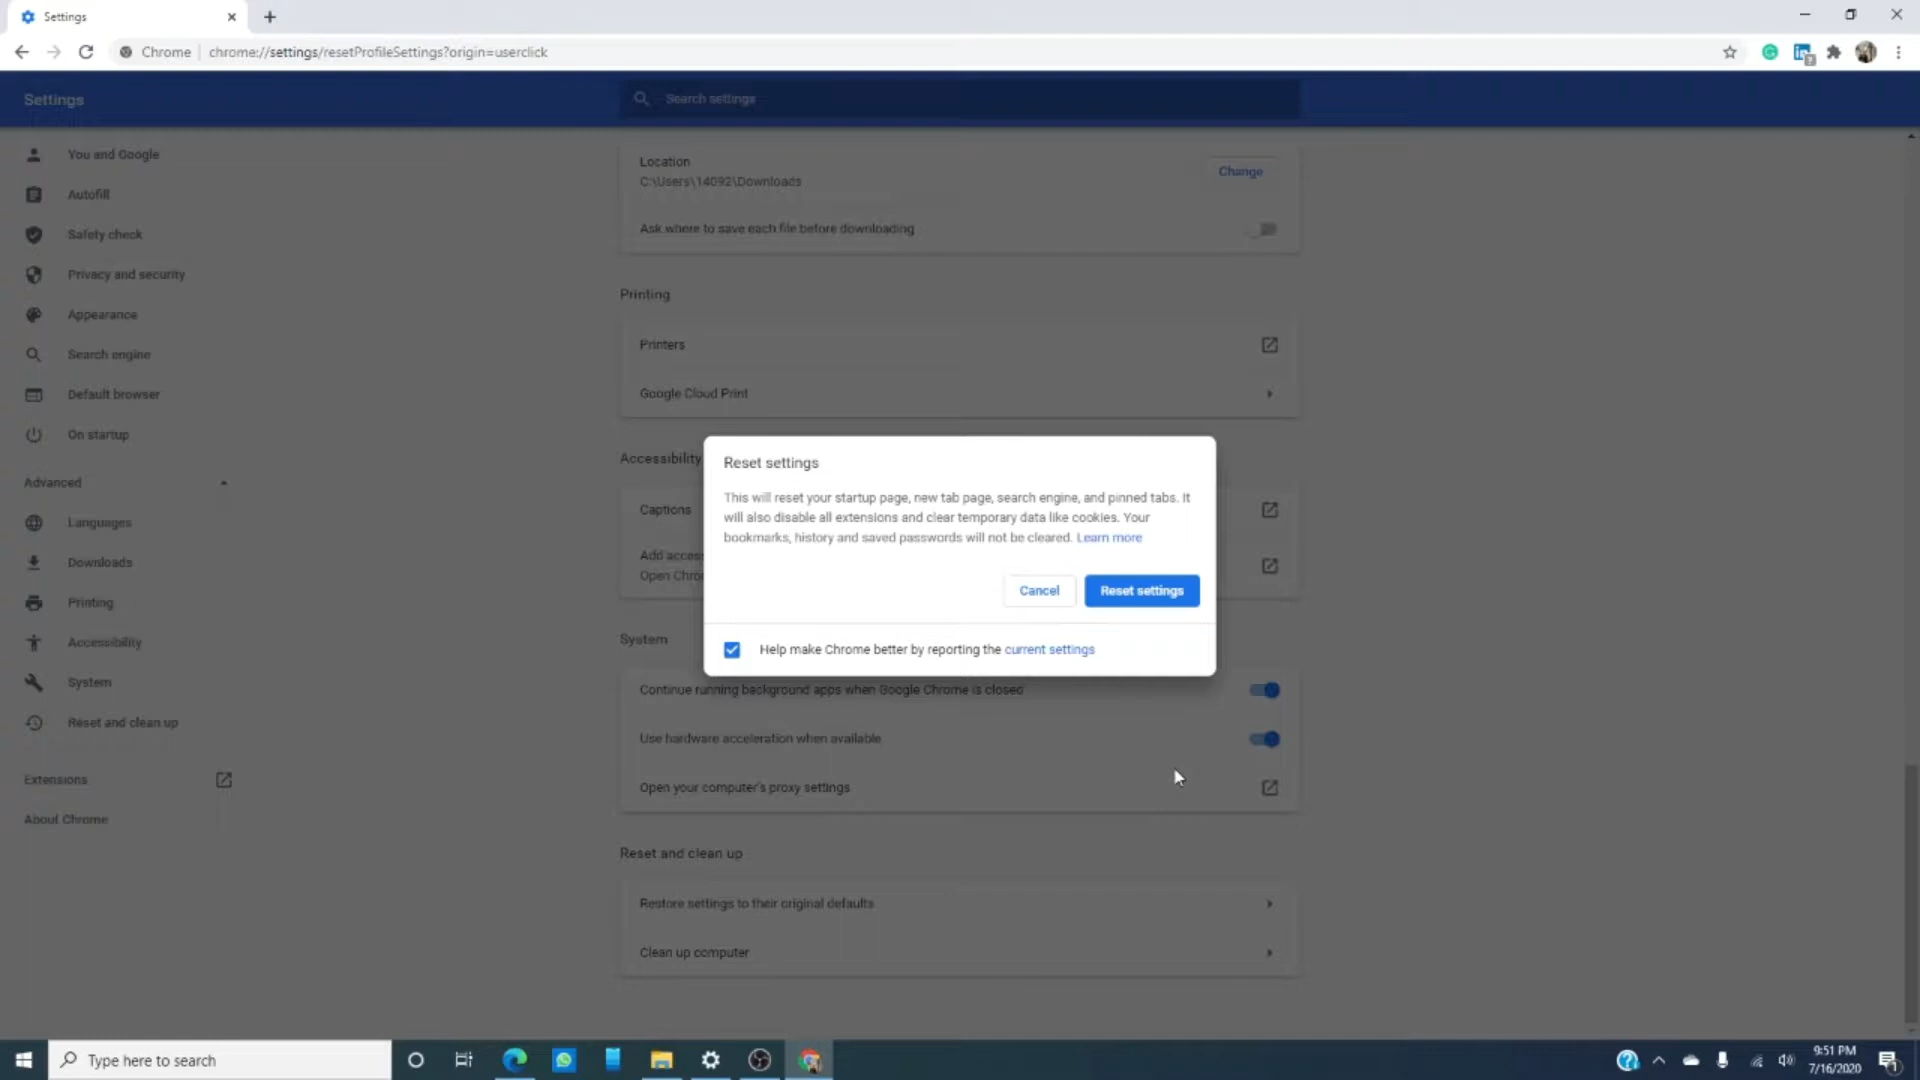 Settings
Chrome
chrome://settings/resetProfileSettings?origin=userclick
Settings
Search settings
You and Google
Autofill
Safety check
Privacy and security
Appearance
Search engine
Default browser
On startup
Advanced
Languages
Downloads
Printing
Accessibility
System
Reset and clean up
Extensions
About Chrome
Location
C:\Users\14092\Downloads
Change
Ask where to save each file before downloading
Printing
Printers
Google Cloud Print
Accessibility
Captions
Add access
Open Chro
Reset settings
This will reset your startup page, new tab page, search engine, and pinned tabs. It
will also disable all extensions and clear temporary data like cookies. Your
bookmarks, history and saved passwords will not be cleared. Learn more
Cancel
Reset settings
Help make Chrome better by reporting the current settings
System
Continue running background apps when Google Chrome is closed
Use hardware acceleration when available
Open your computer's proxy settings
Reset and clean up
Restore settings to their original defaults
Clean up computer
Type here to search
9:51 PM
7/16/2020